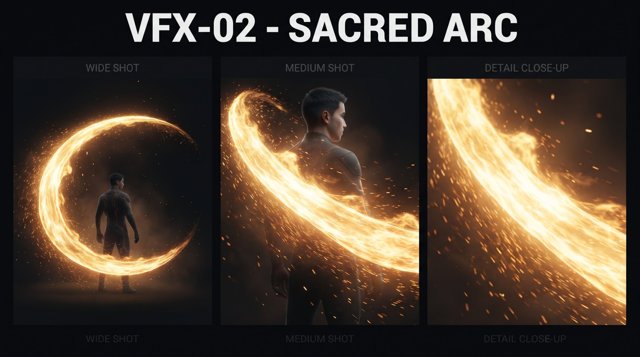 VFX-02 - SACRED ARC
WIDE SHOT
MEDIUM SHOT
DETAIL CLOSE-UP
WIDE SHOT
MEDIUM SHOT
DETAIL CLOSE-UP